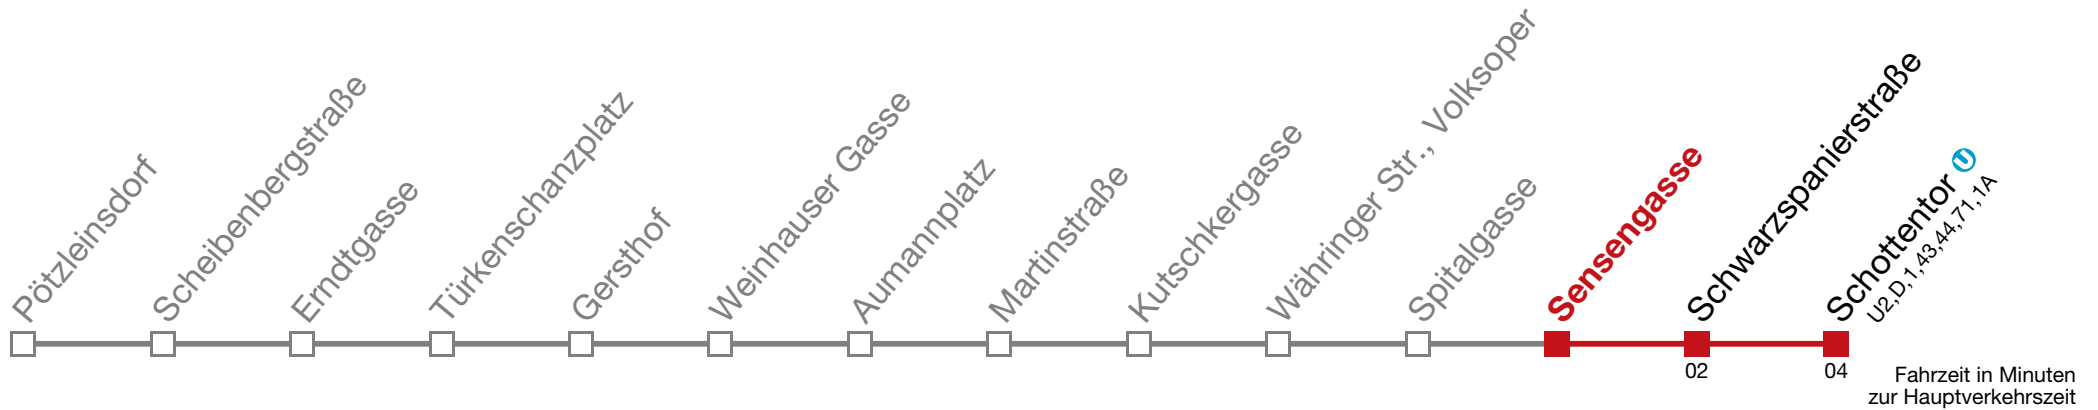 Pötzleinsdorf
Scheibenbergstraße
Erndtgasse
Türkenschanzplatz
Gersthof
Weinhauser Gasse
Aumannplatz
Martinstraße
Kutschkergasse
Währinger Str., Volksoper
Spitalgasse
Sensengasse
Schwarzspanierstraße
Schottentor U
U2,D,1,43,44,71,1A
02
04
Fahrzeit in Minuten
zur Hauptverkehrszeit